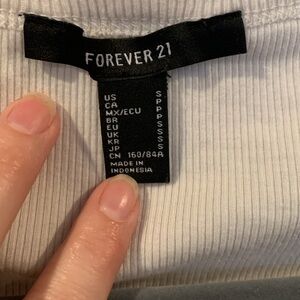 FOREVER 21
US S
CA P
MX/ECU P
BR P
EU S
UK S
KR S
JP S
CN 160/84A
MADE IN
INDONESIA